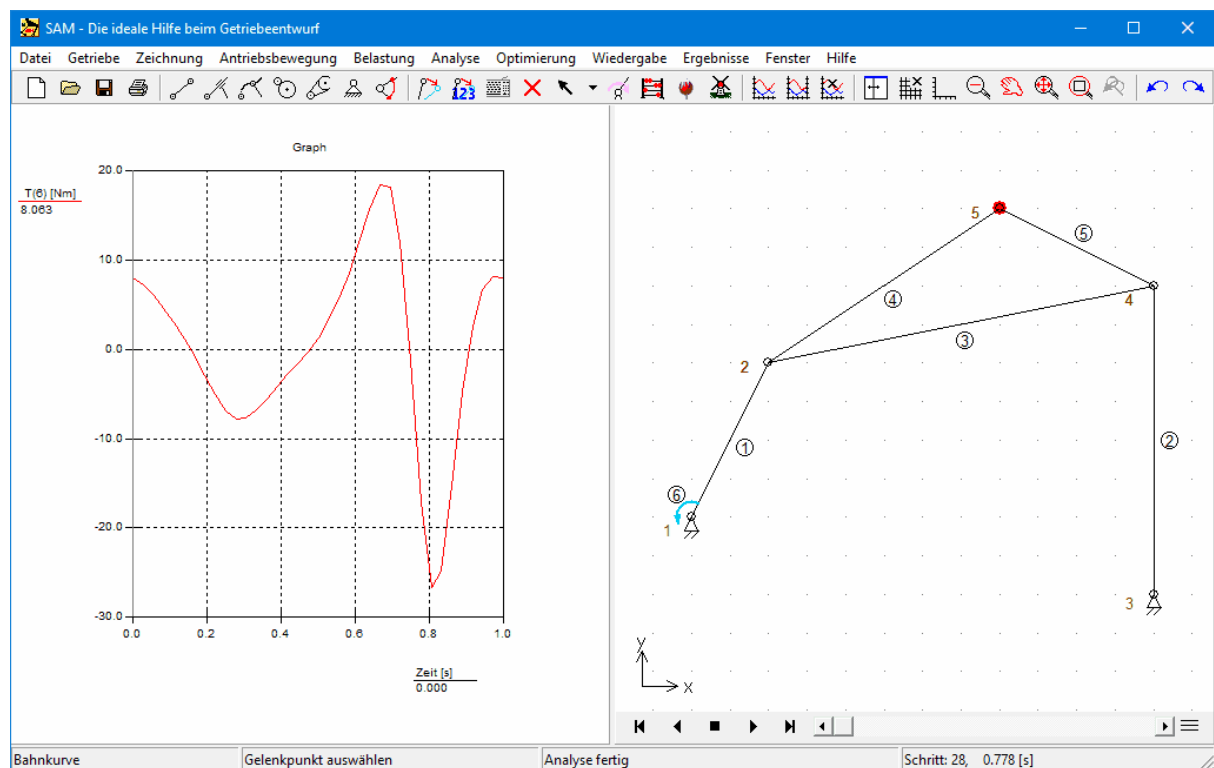 SAM - Die ideale Hilfe beim Getriebeentwurf
Datei Getriebe Zeichnung Antriebsbewegung Belastung Analyse Optimierung Wiedergabe Ergebnisse Fenster Hilfe
123
Graph
T(6) [Nm]
8.063
20.0
10.0
0.0
-10.0
-20.0
-30.0
0.0 0.2 0.4 0.6 0.8 1.0
Zeit [s]
0.000
5
5
4
4
3
2
1
2
6
1
3
y
x
Bahnkurve Gelenkpunkt auswählen Analyse fertig Schritt: 28, 0.778 [s]